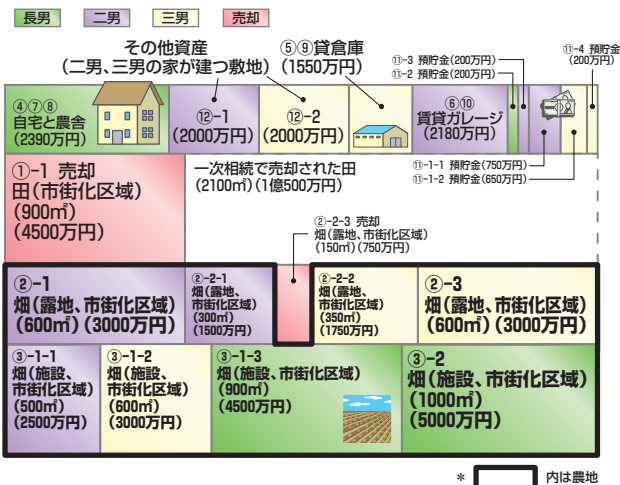 長男
二男
三男
売却
その他資産
(二男、三男の家が建つ敷地)
⑤⑨貸倉庫
(1550万円)
⑪-3 預貯金(200万円)
⑪-2 預貯金(200万円)
⑪-4 預貯金
(200万円)
④⑦⑧
自宅と農舎
(2390万円)
⑫-1
(2000万円)
⑫-2
(2000万円)
⑥⑩
賃貸ガレージ
(2180万円)
⑪-1-1 預貯金(750万円)
⑪-1-2 預貯金(650万円)
①-1 売却
田(市街化区域)
(900㎡)
(4500万円)
一次相続で売却された田
(2100㎡)(1億500万円)
②-2-3 売却
畑(露地、市街化区域)
(150㎡)(750万円)
②-1
畑(露地、市街化区域)
(600㎡)(3000万円)
②-2-1
畑(露地、
市街化区域)
(300㎡)
(1500万円)
②-2-2
畑(露地、
市街化区域)
(350㎡)
(1750万円)
②-3
畑(露地、市街化区域)
(600㎡)(3000万円)
③-1-1
畑(施設、
市街化区域)
(500㎡)
(2500万円)
③-1-2
畑(施設、
市街化区域)
(600㎡)
(3000万円)
③-1-3
畑(施設、市街化区域)
(900㎡)
(4500万円)
③-2
畑(施設、市街化区域)
(1000㎡)
(5000万円)
* 内は農地